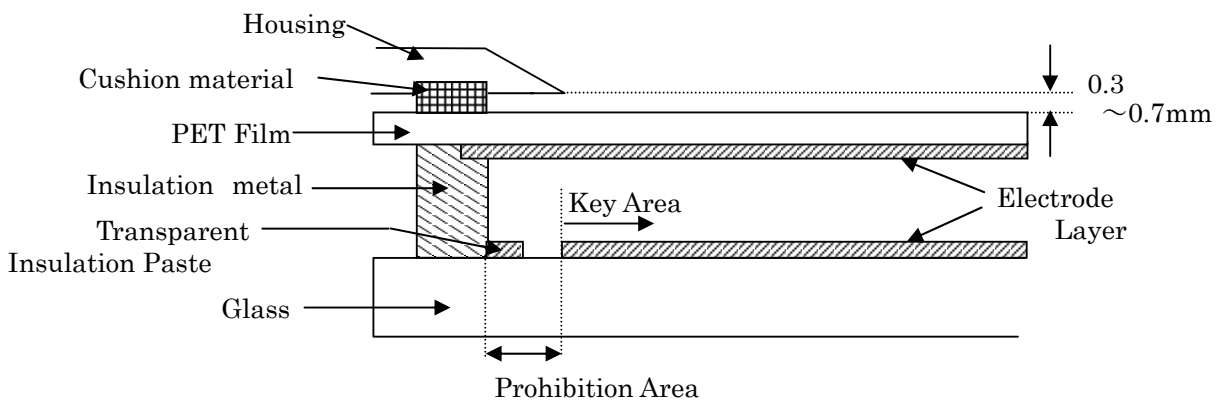 Housing
Cushion material
0.3
～0.7mm
PET Film
Insulation metal
Key Area
Electrode
Layer
Transparent
Insulation Paste
Glass
Prohibition Area